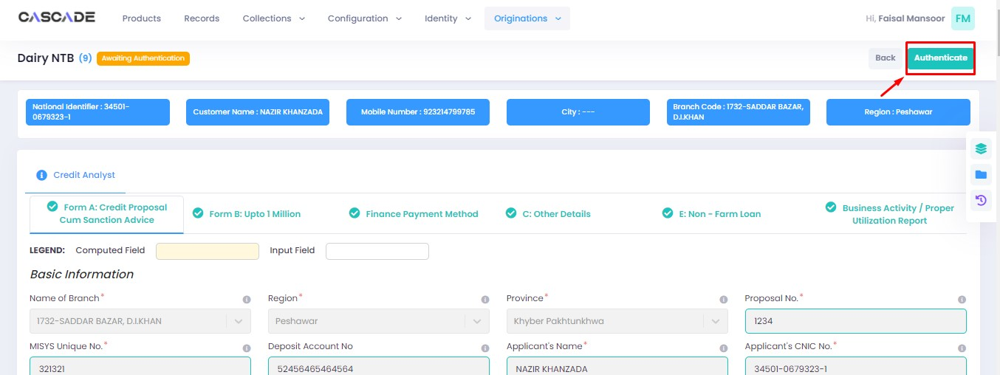 CASCADE
Products
Records
Collections
Configuration
Identity
Originations
Hi, Faisal Mansoor
FM
Dairy NTB (9)
Awaiting Authentication
Back
Authenticate
National Identifier : 34501-
0679323-1
Customer Name : NAZIR KHANZADA
Mobile Number : 923214799785
City : ---
Branch Code : 1732-SADDAR BAZAR,
D.I.KHAN
Region : Peshawar
Credit Analyst
Form A: Credit Proposal
Cum Sanction Advice
Form B: Upto 1 Million
Finance Payment Method
C: Other Details
E: Non - Farm Loan
Business Activity / Proper
Utilization Report
LEGEND:
Computed Field
Input Field
Basic Information
Name of Branch*
Region*
Province*
Proposal No.*
1732-SADDAR BAZAR, D.I.KHAN
Peshawar
Khyber Pakhtunkhwa
1234
MISYS Unique No.*
Deposit Account No
Applicant's Name*
Applicant's CNIC No.*
321321
52456465464564
NAZIR KHANZADA
34501-0679323-1